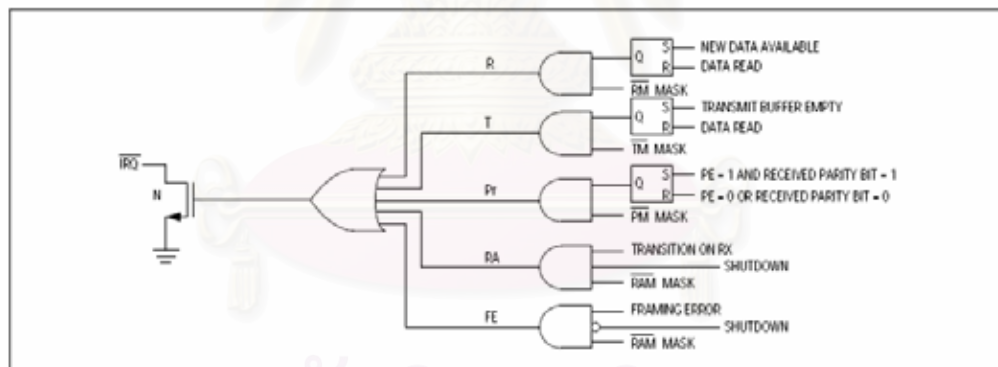 NEW DATA AVAILABLE
R
Q
S
R
DATA READ
RM MASK
TRANSMIT BUFFER EMPTY
T
Q
S
R
DATA READ
TM MASK
IRQ
N
PE = 1 AND RECEIVED PARITY BIT = 1
Pr
Q
S
R
PE = 0 OR RECEIVED PARITY BIT = 0
PM MASK
TRANSITION ON RX
RA
SHUTDOWN
RAM MASK
FRAMING ERROR
FE
SHUTDOWN
RAM MASK